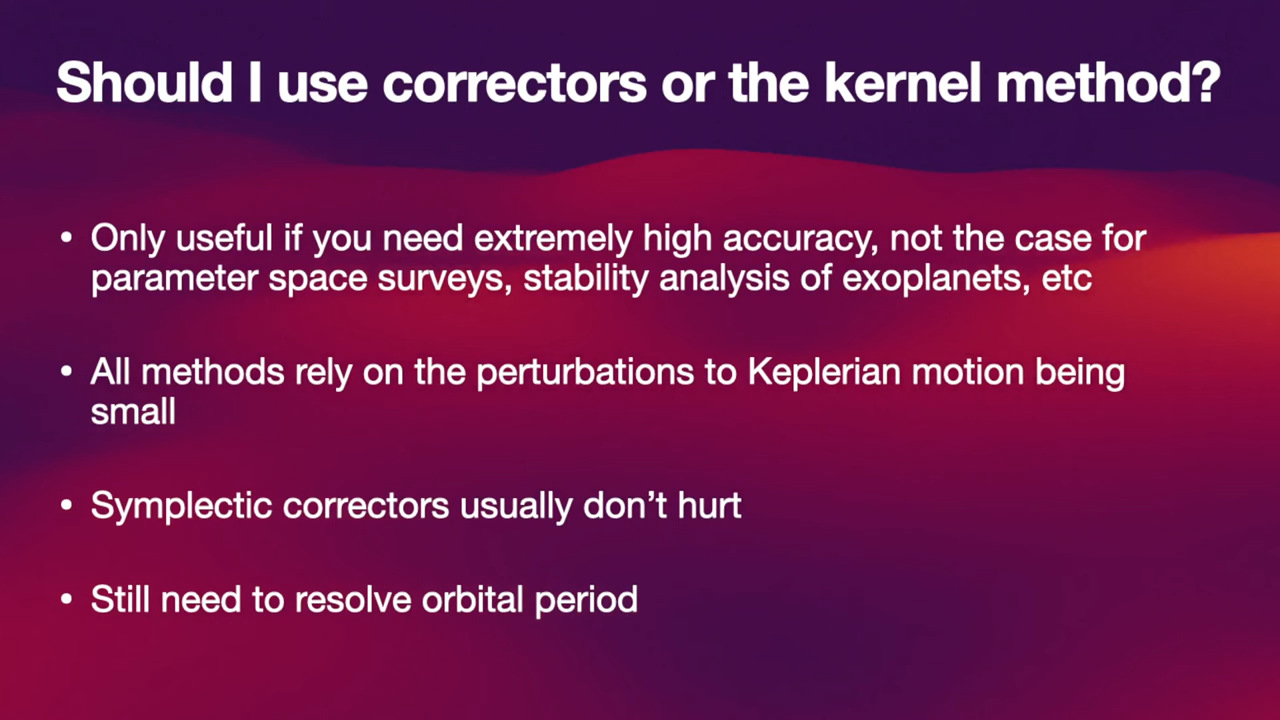 Should I use correctors or the kernel method?
• Only useful if you need extremely high accuracy, not the case for
parameter space surveys, stability analysis of exoplanets, etc
• All methods rely on the perturbations to Keplerian motion being
small
• Symplectic correctors usually don’t hurt
• Still need to resolve orbital period